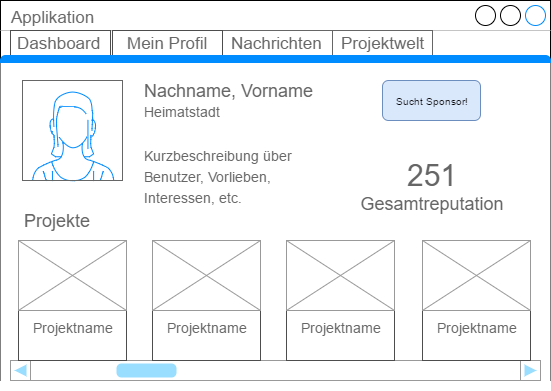 Applikation
Dashboard Mein Profil Nachrichten Projektwelt
Nachname, Vorname
Heimatstadt
Sucht Sponsor!
Kurzbeschreibung über
Benutzer, Vorlieben,
Interessen, etc.
251
Gesamtreputation
Projekte
Projektname Projektname Projektname Projektname